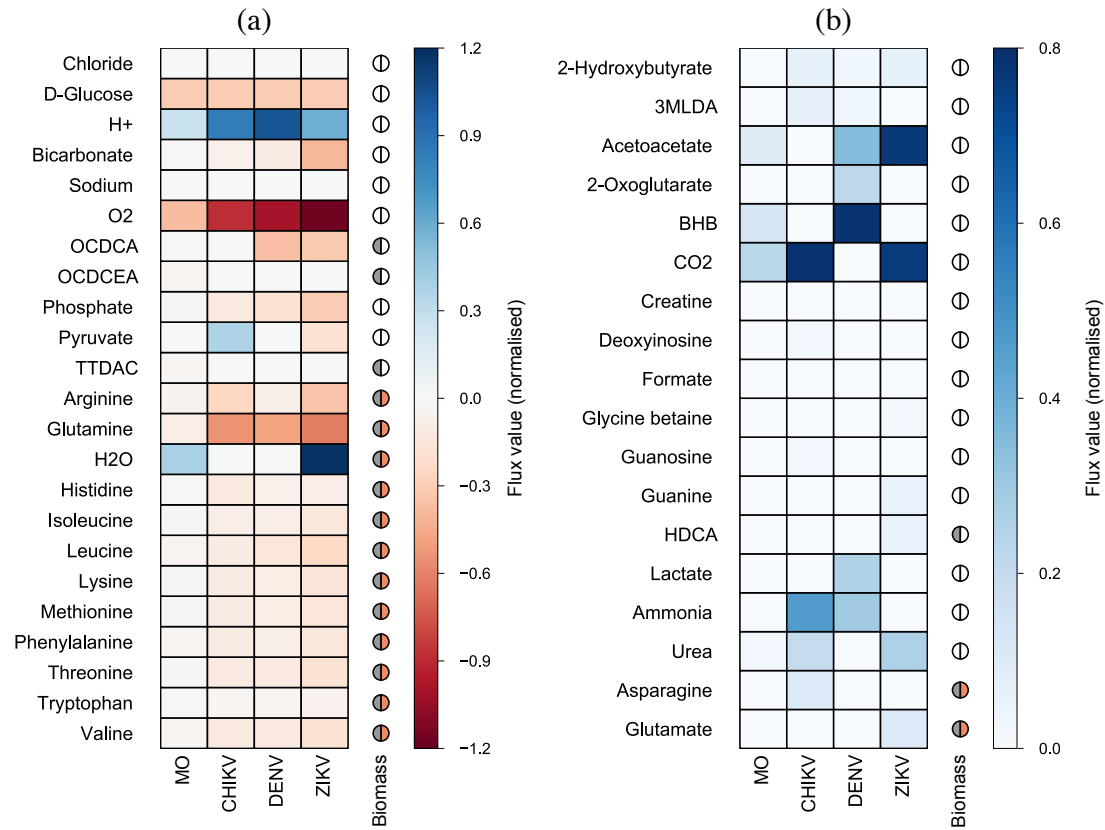 (a)
Chloride
D-Glucose
H+
Bicarbonate
Sodium
O2
OCDCA
OCDCEA
Phosphate
Pyruvate
TTDAC
Arginine
Glutamine
H2O
Histidine
Isoleucine
Leucine
Lysine
Methionine
Phenylalanine
Threonine
Tryptophan
Valine
MO
CHIKV
DENV
ZIKV
Biomass
1.2
0.9
0.6
0.3
0.0
−0.3
−0.6
−0.9
−1.2
Flux value (normalised)
(b)
2-Hydroxybutyrate
3MLDA
Acetoacetate
2-Oxoglutarate
BHB
CO2
Creatine
Deoxyinosine
Formate
Glycine betaine
Guanosine
Guanine
HDCA
Lactate
Ammonia
Urea
Asparagine
Glutamate
MO
CHIKV
DENV
ZIKV
Biomass
0.8
0.6
0.4
0.2
0.0
Flux value (normalised)